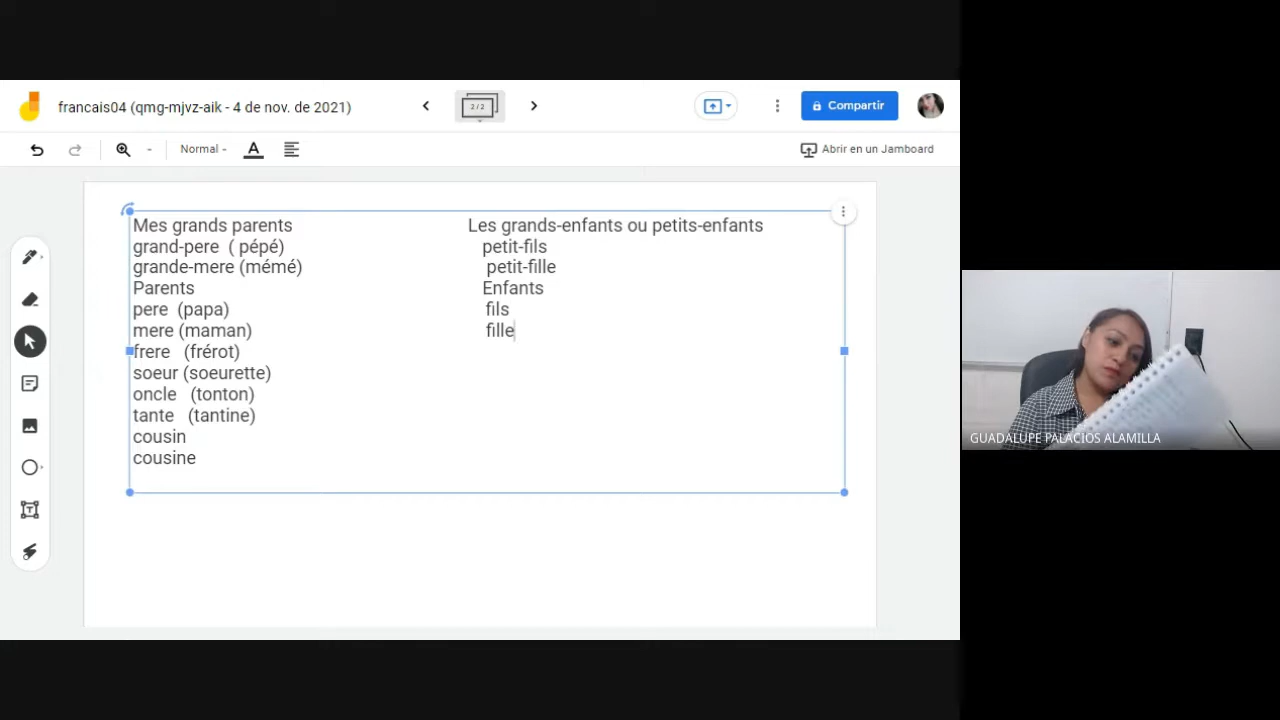 francais04 (qmg-mjvz-aik - 4 de nov. de 2021)
2/2
Compartir
Normal
A
Abrir en un Jamboard
Mes grands parents
grand-pere ( pépé)
grande-mere (mémé)
Parents
pere (papa)
mere (maman)
frere (frérot)
soeur (soeurette)
oncle (tonton)
tante (tantine)
cousin
cousine
Les grands-enfants ou petits-enfants
petit-fils
petit-fille
Enfants
fils
fille
GUADALUPE PALACIOS ALAMILLA